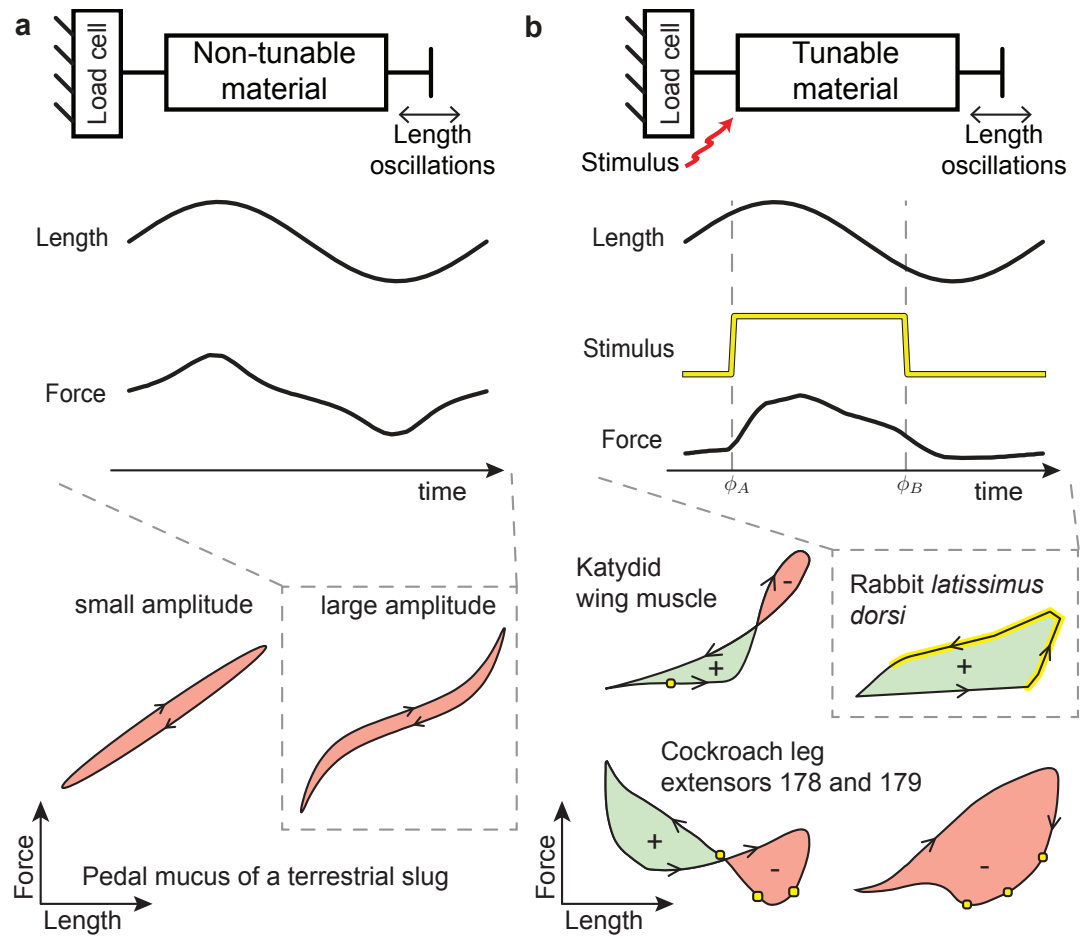 a
Load cell
Non-tunable
material
Length
oscillations
Length
Force
time
small amplitude
large amplitude
Force
Length
Pedal mucus of a terrestrial slug
b
Load cell
Tunable
material
Stimulus
Length
oscillations
Length
Stimulus
Force
ϕA
ϕB
time
Katydid
wing muscle
-
+
Rabbit latissimus
dorsi
+
Cockroach leg
extensors 178 and 179
+
-
-
Force
Length